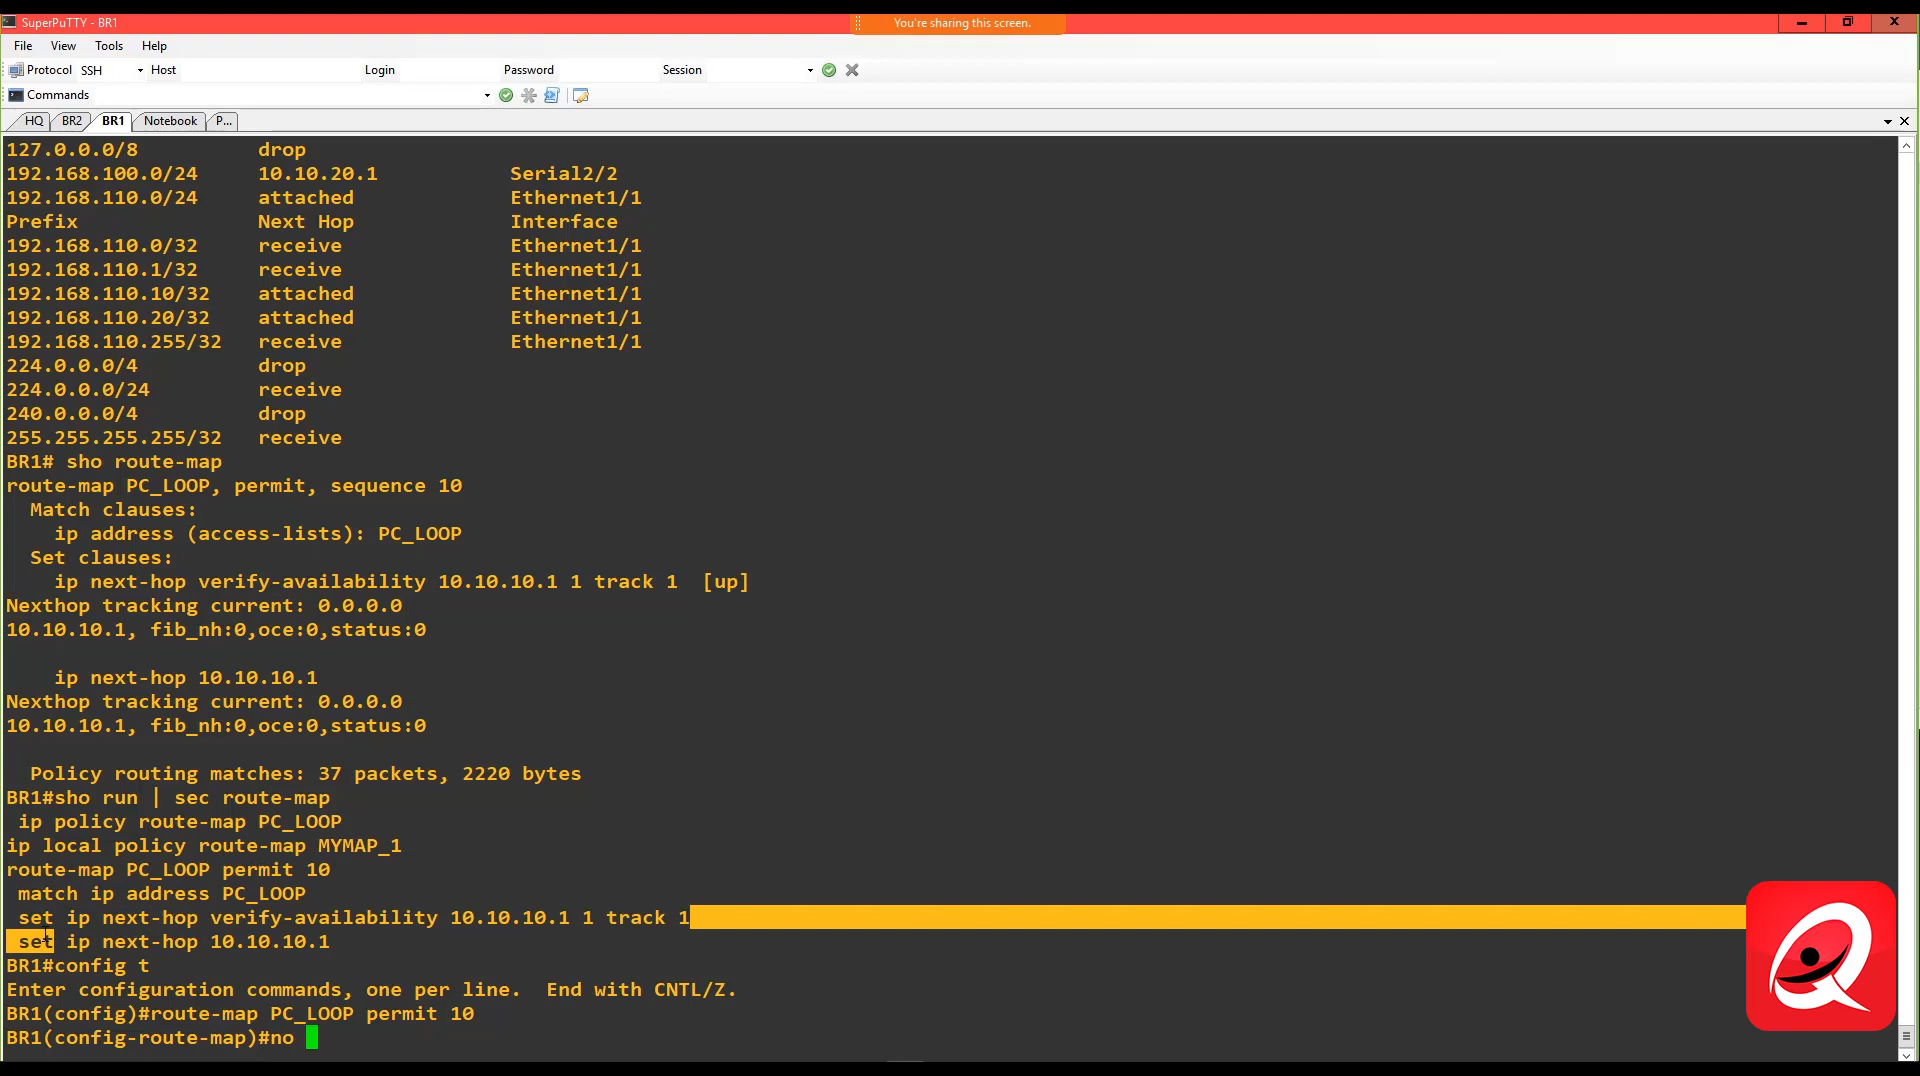 SuperPuTTY - BR1
You're sharing this screen.
File View Tools Help
Protocol SSH Host Login Password Session
Commands
HQ BR2 BR1 Notebook P...
127.0.0.0/8 drop
192.168.100.0/24 10.10.20.1 Serial2/2
192.168.110.0/24 attached Ethernet1/1
Prefix Next Hop Interface
192.168.110.0/32 receive Ethernet1/1
192.168.110.1/32 receive Ethernet1/1
192.168.110.10/32 attached Ethernet1/1
192.168.110.20/32 attached Ethernet1/1
192.168.110.255/32 receive Ethernet1/1
224.0.0.0/4 drop
224.0.0.0/24 receive
240.0.0.0/4 drop
255.255.255.255/32 receive
BR1# sho route-map
route-map PC_LOOP, permit, sequence 10
Match clauses:
ip address (access-lists): PC_LOOP
Set clauses:
ip next-hop verify-availability 10.10.10.1 1 track 1 [up]
Nexthop tracking current: 0.0.0.0
10.10.10.1, fib_nh:0,oce:0,status:0
ip next-hop 10.10.10.1
Nexthop tracking current: 0.0.0.0
10.10.10.1, fib_nh:0,oce:0,status:0
Policy routing matches: 37 packets, 2220 bytes
BR1#sho run | sec route-map
ip policy route-map PC_LOOP
ip local policy route-map MYMAP_1
route-map PC_LOOP permit 10
match ip address PC_LOOP
set ip next-hop verify-availability 10.10.10.1 1 track 1
set ip next-hop 10.10.10.1
BR1#config t
Enter configuration commands, one per line. End with CNTL/Z.
BR1(config)#route-map PC_LOOP permit 10
BR1(config-route-map)#no